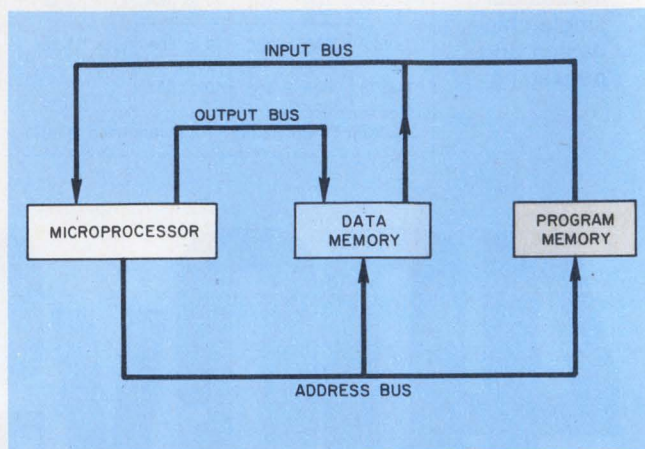 INPUT BUS
OUTPUT BUS
MICROPROCESSOR
DATA
MEMORY
PROGRAM
MEMORY
ADDRESS BUS